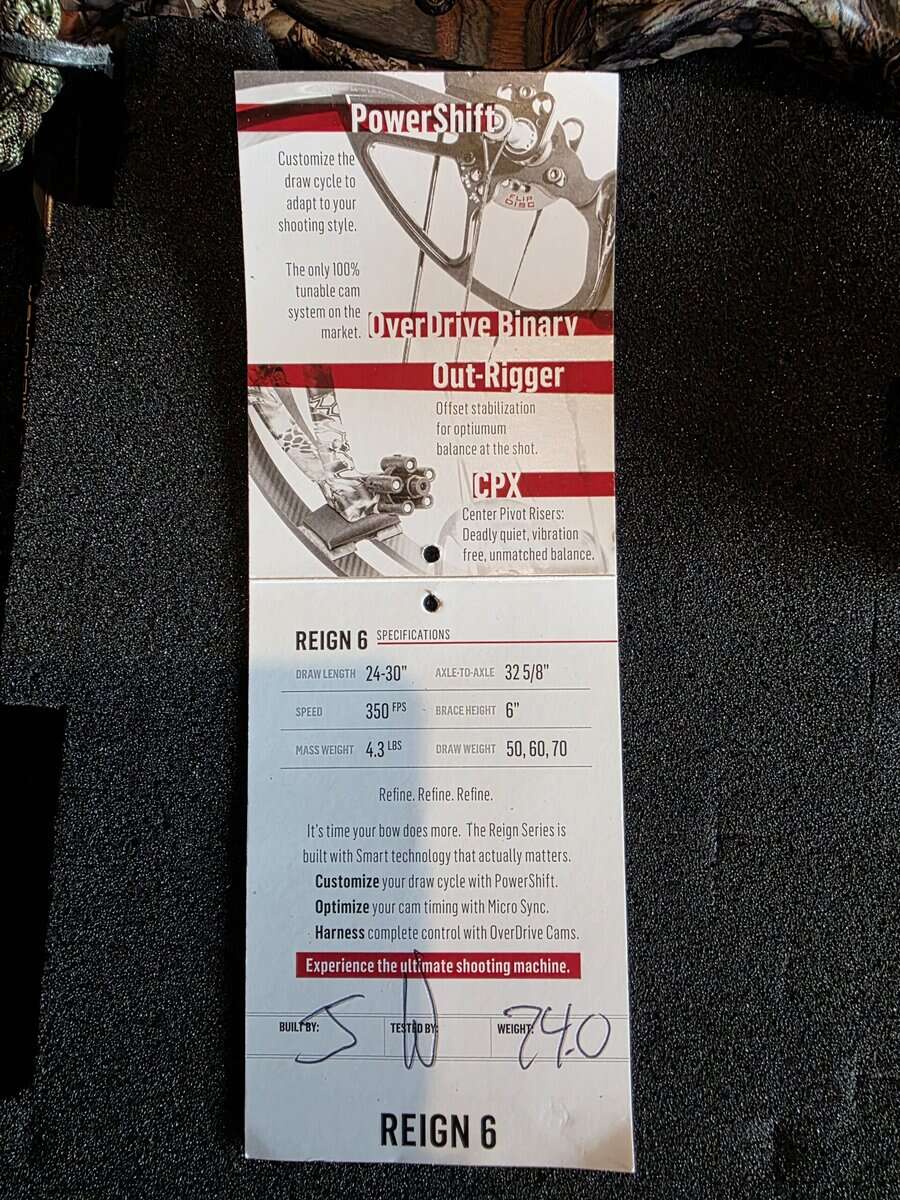 PowerShift
Customize the
draw cycle to
adapt to your
shooting style.
FLIP
DISC
The only 100%
tunable cam
system on the
market.
OverDrive Binary
Out-Rigger
Offset stabilization
for optiumum
balance at the shot.
CPX
Center Pivot Risers:
Deadly quiet, vibration
free, unmatched balance.
REIGN 6 SPECIFICATIONS
DRAW LENGTH 24-30" AXLE-TO-AXLE 32 5/8"
SPEED 350 FPS - BRACE HEIGHT 6"
MASS WEIGHT 4.3 LBS DRAW WEIGHT 50, 60, 70
Refine. Refine. Refine.
It's time your bow does more. The Reign Series is
built with Smart technology that actually matters.
Customize your draw cycle with PowerShift.
Optimize your cam timing with Micro Sync.
Harness complete control with OverDrive Cams.
Experience the ultimate shooting machine.
BUILT BY: J TESTED BY: W WEIGHT: 74.0
REIGN 6